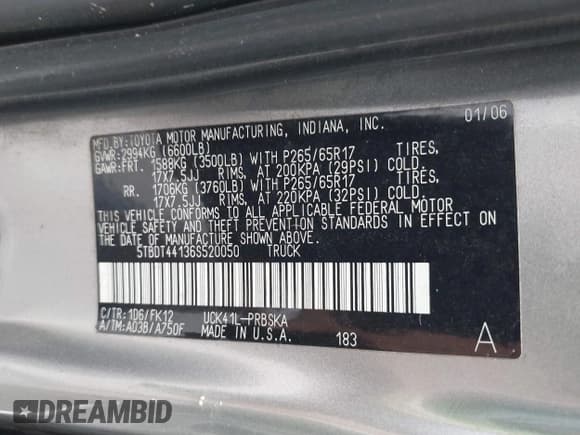 01/06
MFD.BY:TOYOTA MOTOR MANUFACTURING, INDIANA, INC.
GVWR:2994KG (6600LB)
GAWR:FRT. 1588KG (3500LB) WITH P265/65R17 TIRES,
17X7.5JJ RIMS, AT 200KPA (29PSI) COLD.
RR. 1706KG (3760LB) WITH P265/65R17 TIRES,
17X7.5JJ RIMS, AT 220KPA (32PSI) COLD.
THIS VEHICLE CONFORMS TO ALL APPLICABLE FEDERAL MOTOR
VEHICLE SAFETY AND THEFT PREVENTION STANDARDS IN EFFECT ON
THE DATE OF MANUFACTURE SHOWN ABOVE.
5TBDT44136S520050 TRUCK
C/TR: 1D6/FK12 UCK41L-PRBSKA
A/TM: A03B/A750F MADE IN U.S.A. 183 A
DREAMBID